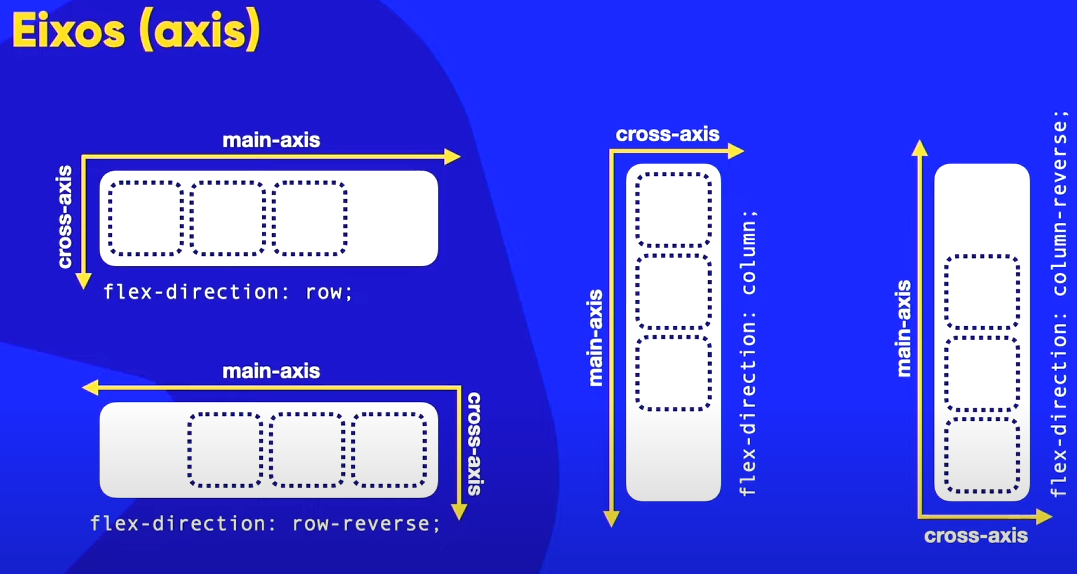 Eixos (axis)
main-axis
cross-axis
flex-direction: row;
main-axis
cross-axis
flex-direction: row-reverse;
cross-axis
main-axis
flex-direction: column;
main-axis
cross-axis
flex-direction: column-reverse;